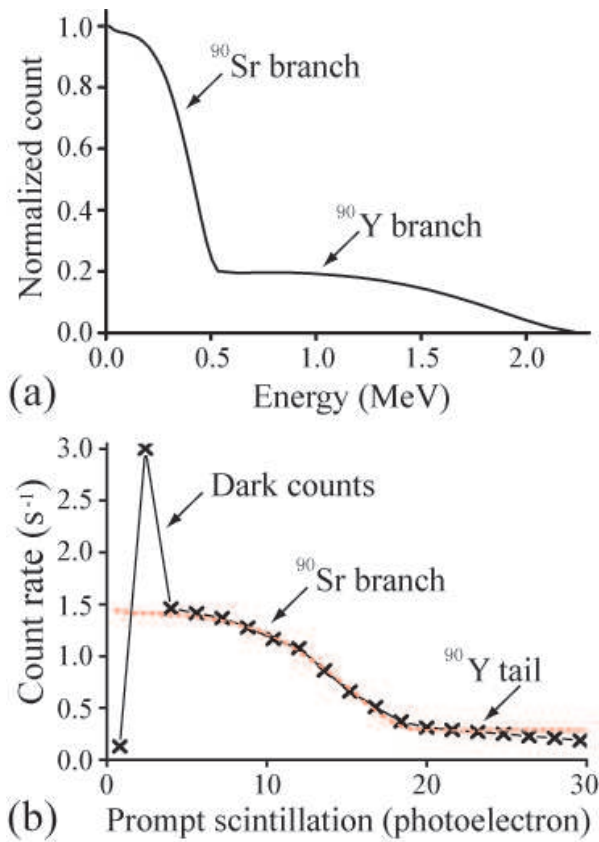 1.0
0.8
0.6
0.4
0.2
0.0
Normalized count
⁹⁰Sr branch
⁹⁰Y branch
0.0 0.5 1.0 1.5 2.0
Energy (MeV)
(a)
3.0
2.5
2.0
1.5
1.0
0.5
0.0
Count rate (s⁻¹)
Dark counts
⁹⁰Sr branch
⁹⁰Y tail
0 10 20 30
(b) Prompt scintillation (photoelectron)